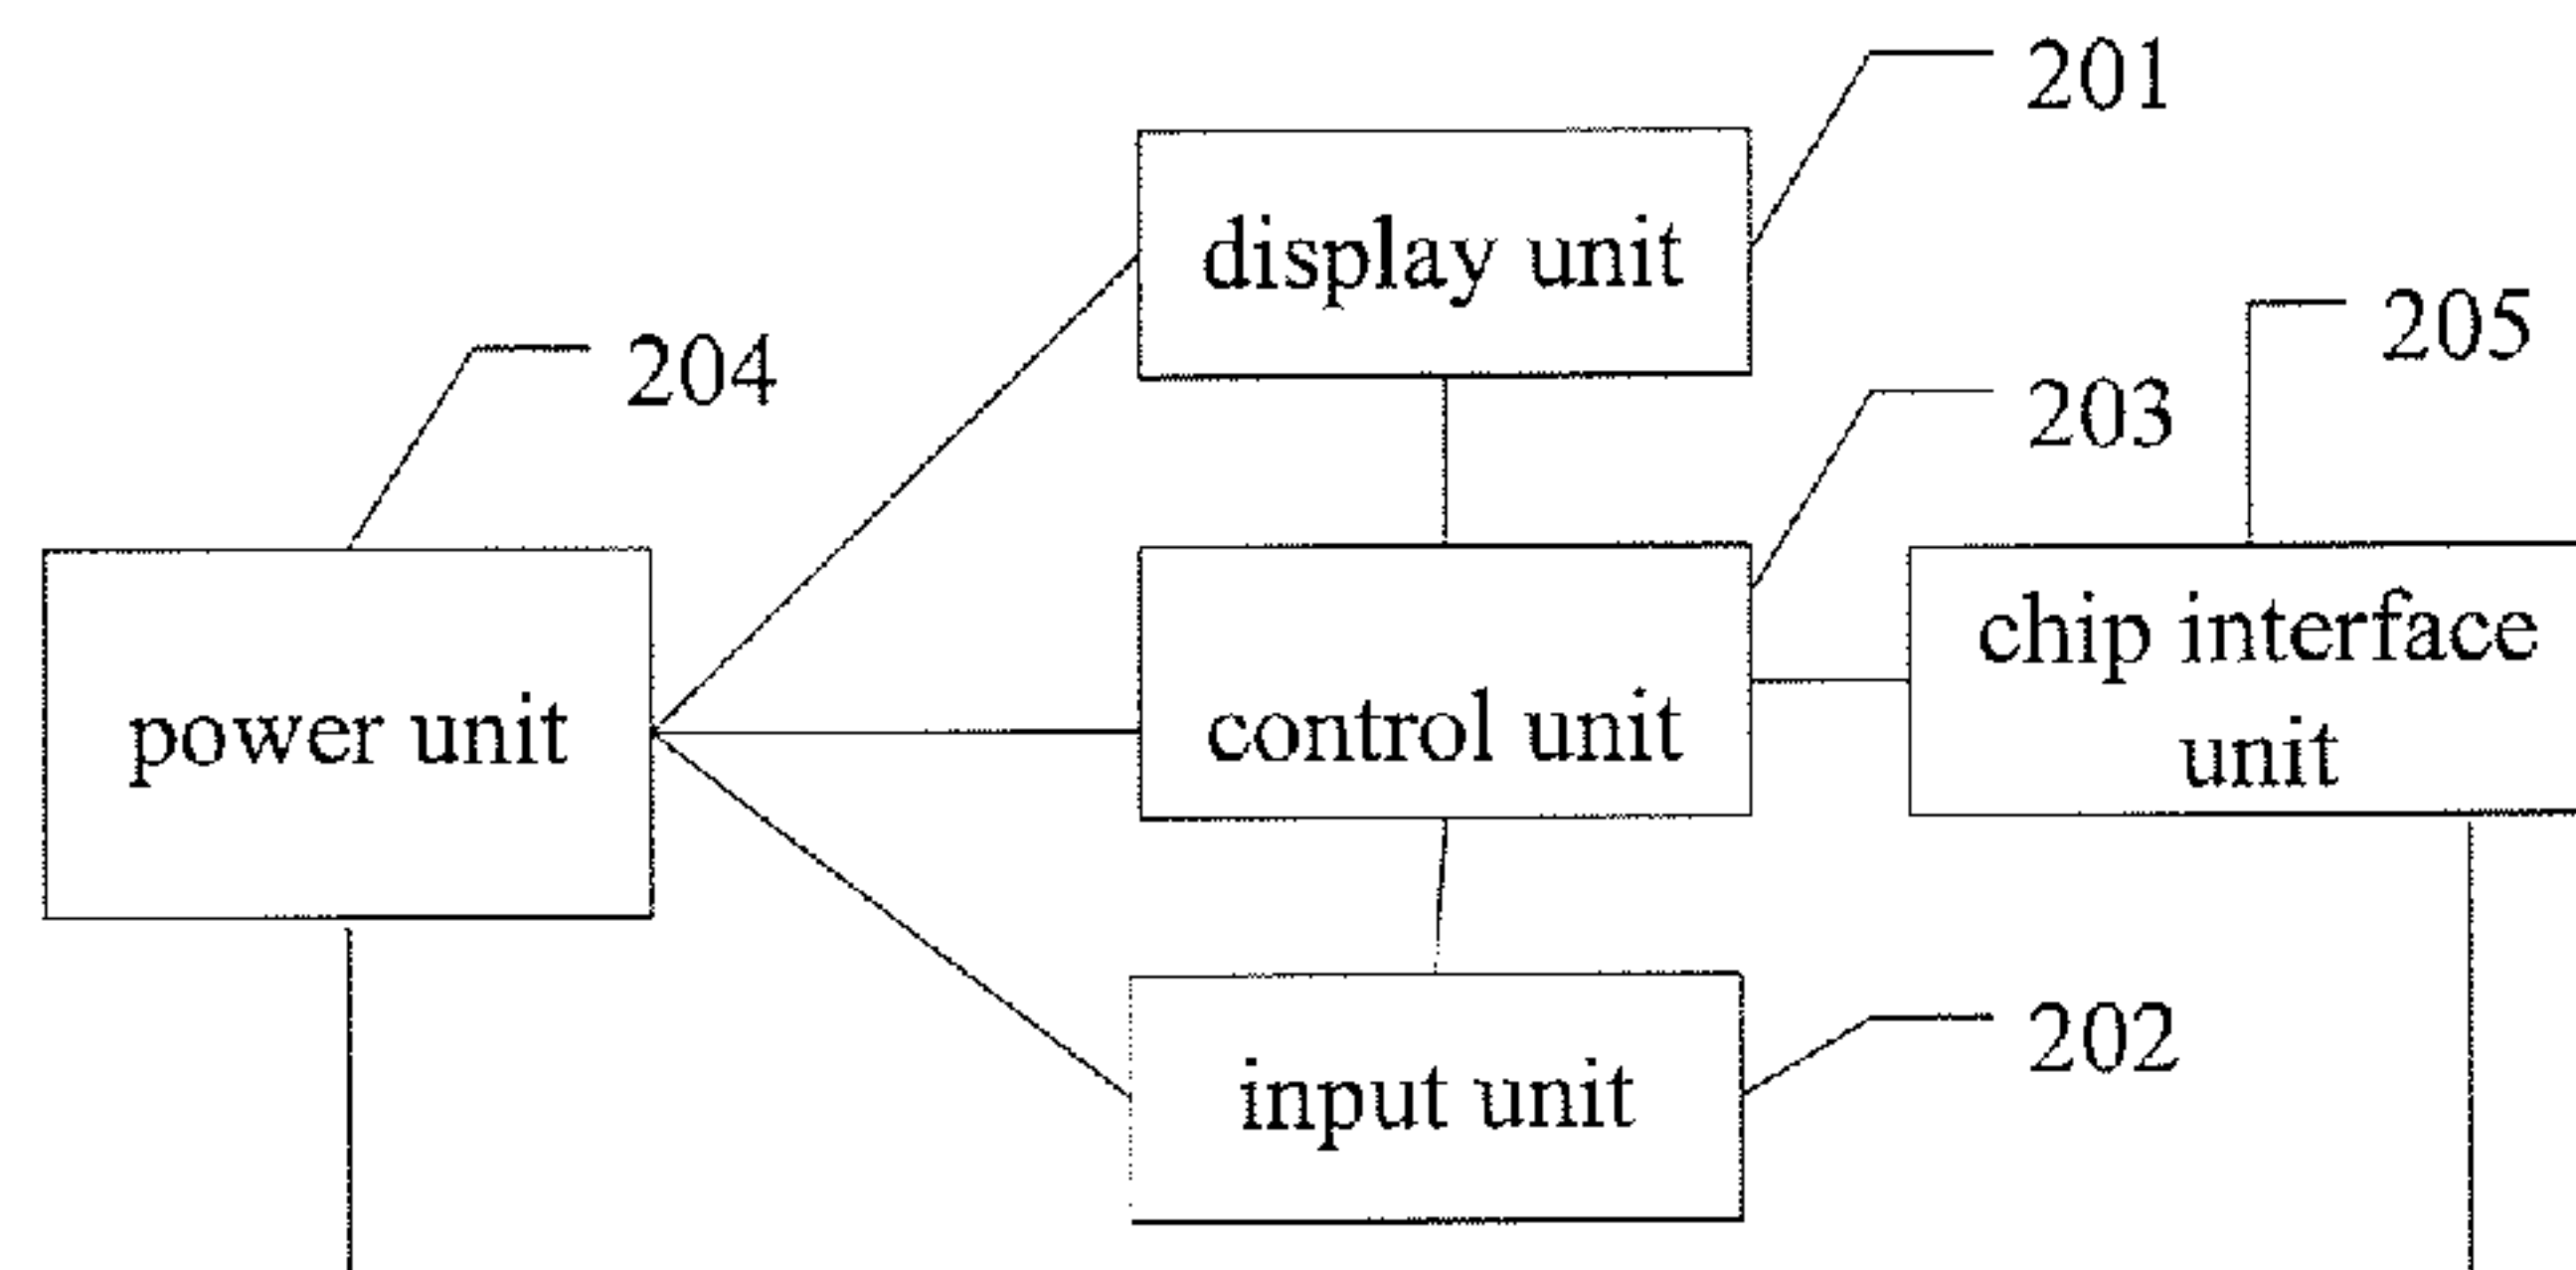 201
display unit
205
204
203
chip interface
unit
power unit
control unit
202
input unit